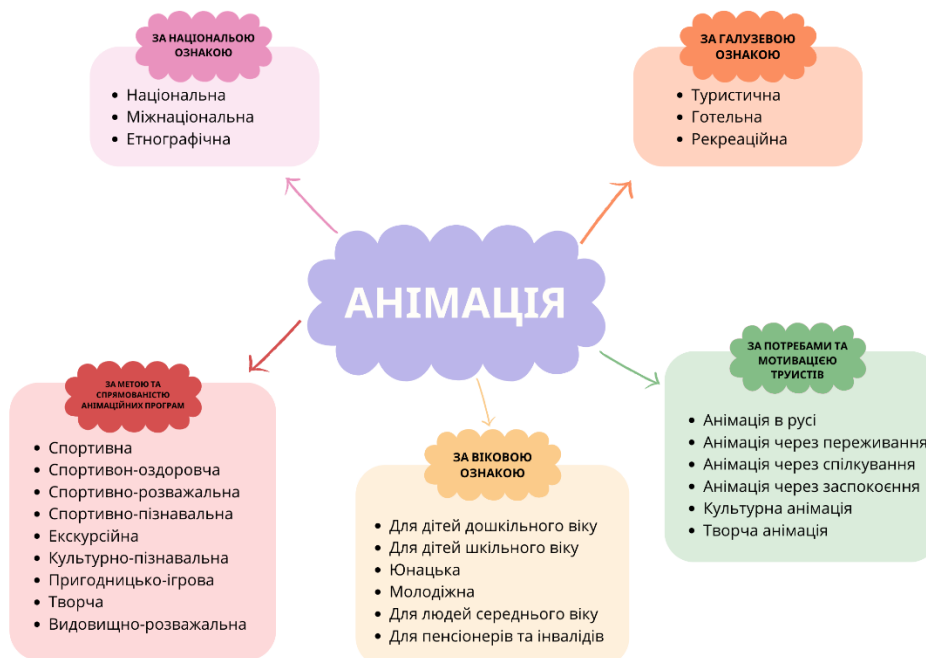 ЗА НАЦІОНАЛЬОЮ
ОЗНАКОЮ
• Національна
• Міжнаціональна
• Етнографічна
ЗА ГАЛУЗЕВОЮ
ОЗНАКОЮ
• Туристична
• Готельна
• Рекреаційна
АНІМАЦІЯ
ЗА МЕТОЮ ТА
СПРЯМОВАНІСТЮ
АНІМАЦІЙНИХ ПРОГРАМ
• Спортивна
• Спортивон-оздоровча
• Спортивно-розважальна
• Спортивно-пізнавальна
• Екскурсійна
• Культурно-пізнавальна
• Пригодницько-ігрова
• Творча
• Видовищно-розважальна
ЗА ВІКОВОЮ
ОЗНАКОЮ
• Для дітей дошкільного віку
• Для дітей шкільного віку
• Юнацька
• Молодіжна
• Для людей середнього віку
• Для пенсіонерів та інвалідів
ЗА ПОТРЕБАМИ ТА
МОТИВАЦІЄЮ
ТРУИСТІВ
• Анімація в русі
• Анімація через переживання
• Анімація через спілкування
• Анімація через заспокоєння
• Культурна анімація
• Творча анімація